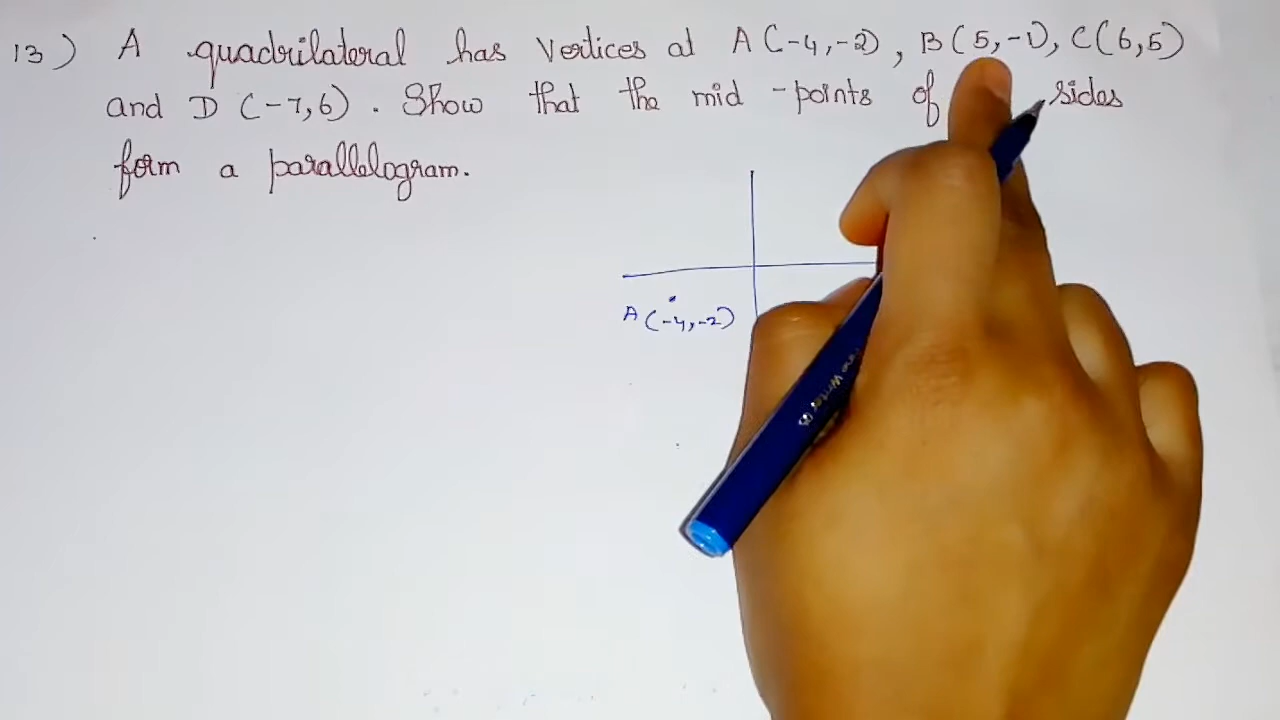 13) A quadrilateral has vertices at A(-4,-2), B(5,-1), C(6,5)
and D(-7,6). Show that the mid-points of sides
form a parallelogram.
A(-4,-2)